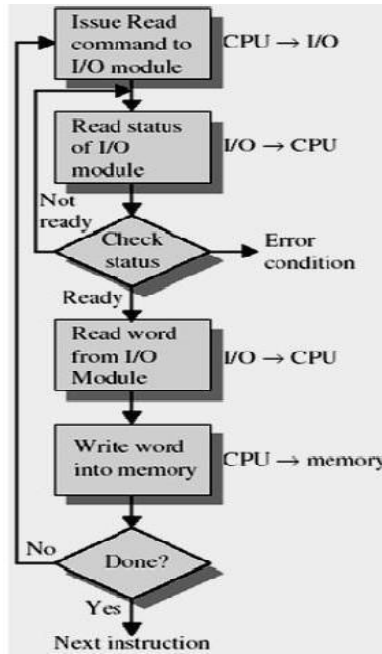 Issue Read
command to
I/O module
CPU → I/O
Read status
of I/O
module
I/O → CPU
Not
ready
Check
status
Error
condition
Ready
Read word
from I/O
Module
I/O → CPU
Write word
into memory
CPU → memory
No
Done?
Yes
Next instruction